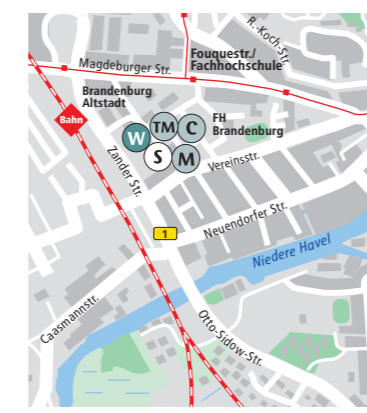 R.-Koch-Str.
Fouquestr./
Fachhochschule
Magdeburger Str.
Brandenburg
Altstadt
Bahn
W
TM
C
FH
Brandenburg
S
M
Zander Str.
Vereinsstr.
Neuendorfer Str.
1
Niedere Havel
Caasmannstr.
Otto-Sidow-Str.